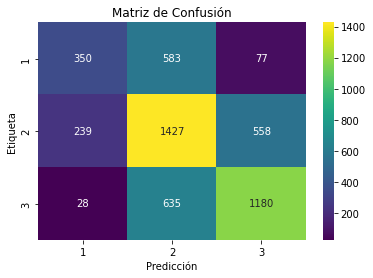 Matriz de Confusión
Etiqueta
1 350 583 77
2 239 1427 558
3 28 635 1180
1 2 3
Predicción
1400
1200
1000
800
600
400
200